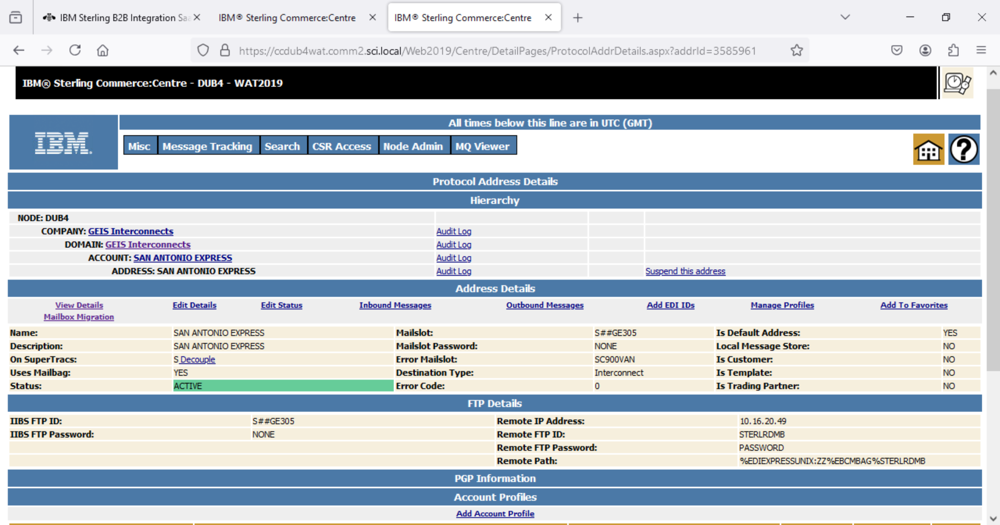 IBM Sterling B2B Integration Saa
IBM® Sterling Commerce:Centre
IBM® Sterling Commerce:Centre
https://ccdub4wat.comm2.sci.local/Web2019/Centre/DetailPages/ProtocolAddrDetails.aspx?addrId=3585961
IBM® Sterling Commerce:Centre - DUB4 - WAT2019
All times below this line are in UTC (GMT)
IBM.
Misc Message Tracking Search CSR Access Node Admin MQ Viewer
Protocol Address Details
Hierarchy
NODE: DUB4
COMPANY: GEIS Interconnects Audit Log
DOMAIN: GEIS Interconnects Audit Log
ACCOUNT: SAN ANTONIO EXPRESS Audit Log
ADDRESS: SAN ANTONIO EXPRESS Audit Log Suspend this address
Address Details
View Details Edit Details Edit Status Inbound Messages Outbound Messages Add EDI IDs Manage Profiles Add To Favorites
Mailbox Migration
Name: SAN ANTONIO EXPRESS Mailslot: S##GE305 Is Default Address: YES
Description: SAN ANTONIO EXPRESS Mailslot Password: NONE Local Message Store: NO
On SuperTracs: S Decouple Error Mailslot: SC900VAN Is Customer: NO
Uses Mailbag: YES Destination Type: Interconnect Is Template: NO
Status: ACTIVE Error Code: 0 Is Trading Partner: NO
FTP Details
IIBS FTP ID: S##GE305 Remote IP Address: 10.16.20.49
IIBS FTP Password: NONE Remote FTP ID: STERLRDMB
Remote FTP Password: PASSWORD
Remote Path: %EDIEXPRESSUNIX:ZZ%EBCMBAG%STERLRDMB
PGP Information
Account Profiles
Add Account Profile